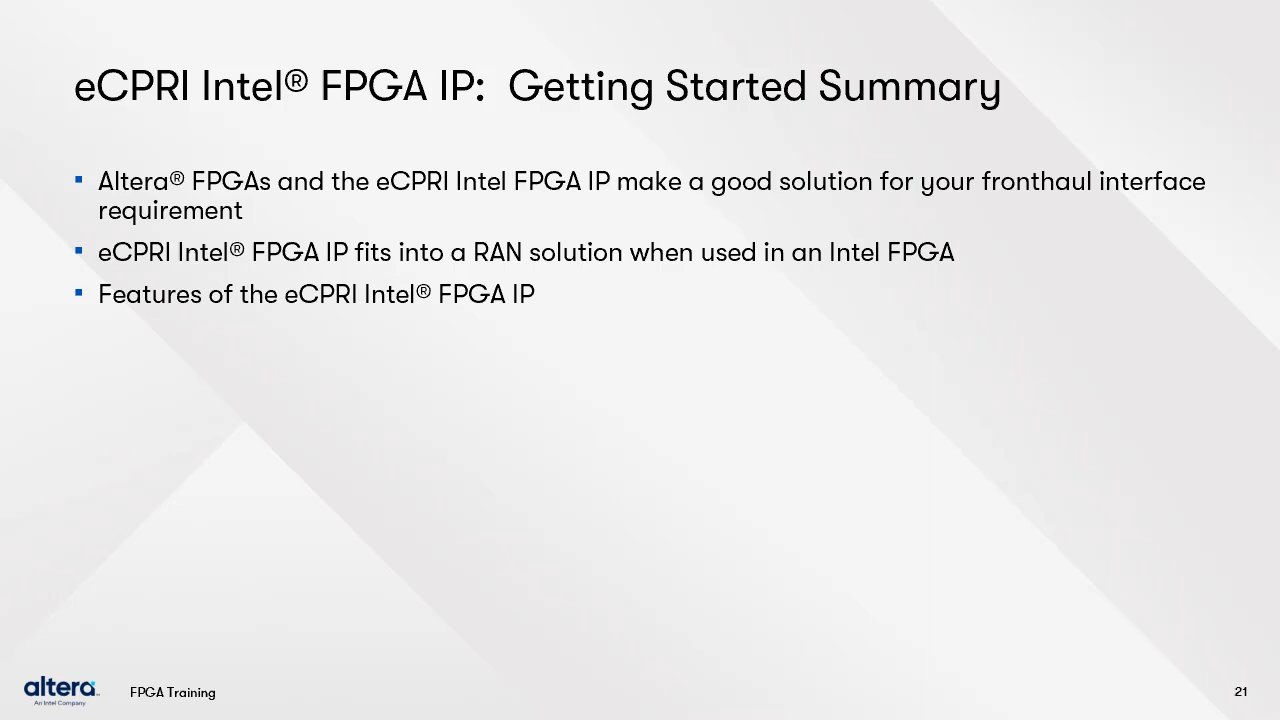 eCPRI Intel® FPGA IP:  Getting Started Summary
▪ Altera® FPGAs and the eCPRI Intel FPGA IP make a good solution for your fronthaul interface
requirement
▪ eCPRI Intel® FPGA IP fits into a RAN solution when used in an Intel FPGA
▪ Features of the eCPRI Intel® FPGA IP
altera™
An Intel Company
FPGA Training
21